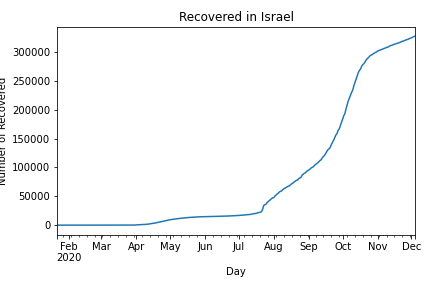 Recovered in Israel
Number of Recovered
300000
250000
200000
150000
100000
50000
0
Feb Mar Apr May Jun Jul Aug Sep Oct Nov Dec
2020
Day